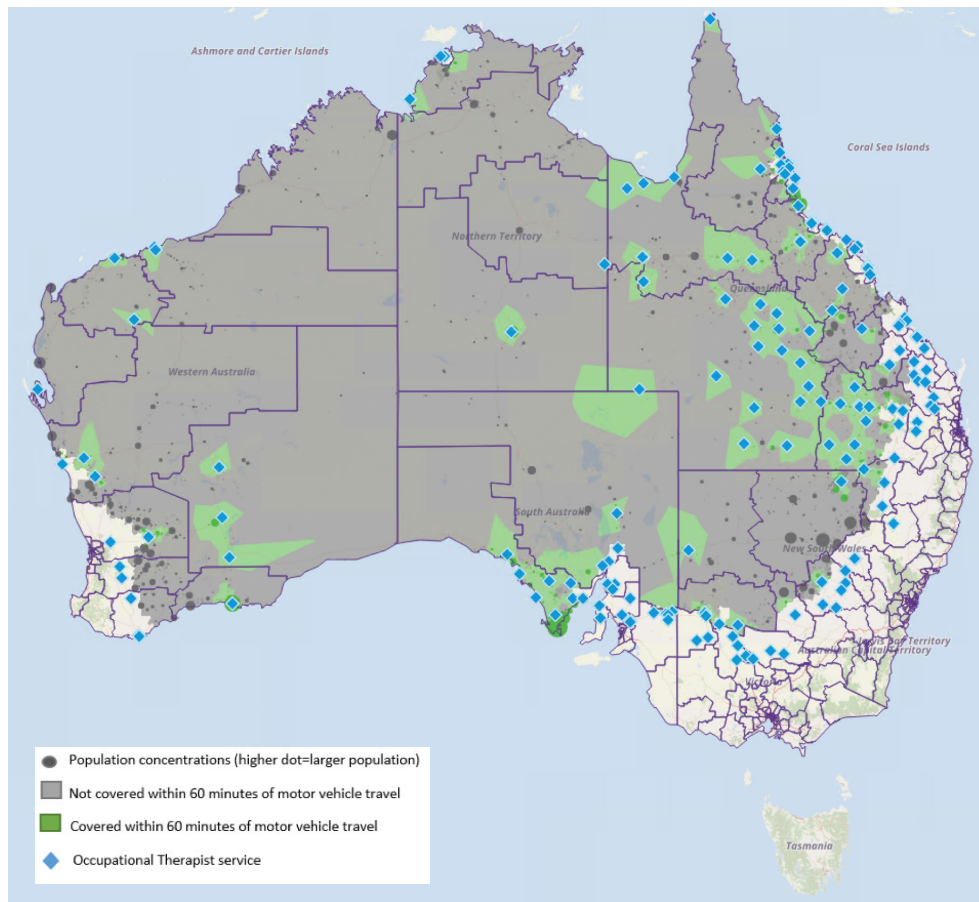 Ashmore and Cartier Islands
Coral Sea Islands
Northern Territory
Queensland
Western Australia
South Australia
New South Wales
Jervis Bay Territory
Australian Capital Territory
Victoria
Tasmania
Population concentrations (higher dot=larger population)
Not covered within 60 minutes of motor vehicle travel
Covered within 60 minutes of motor vehicle travel
Occupational Therapist service